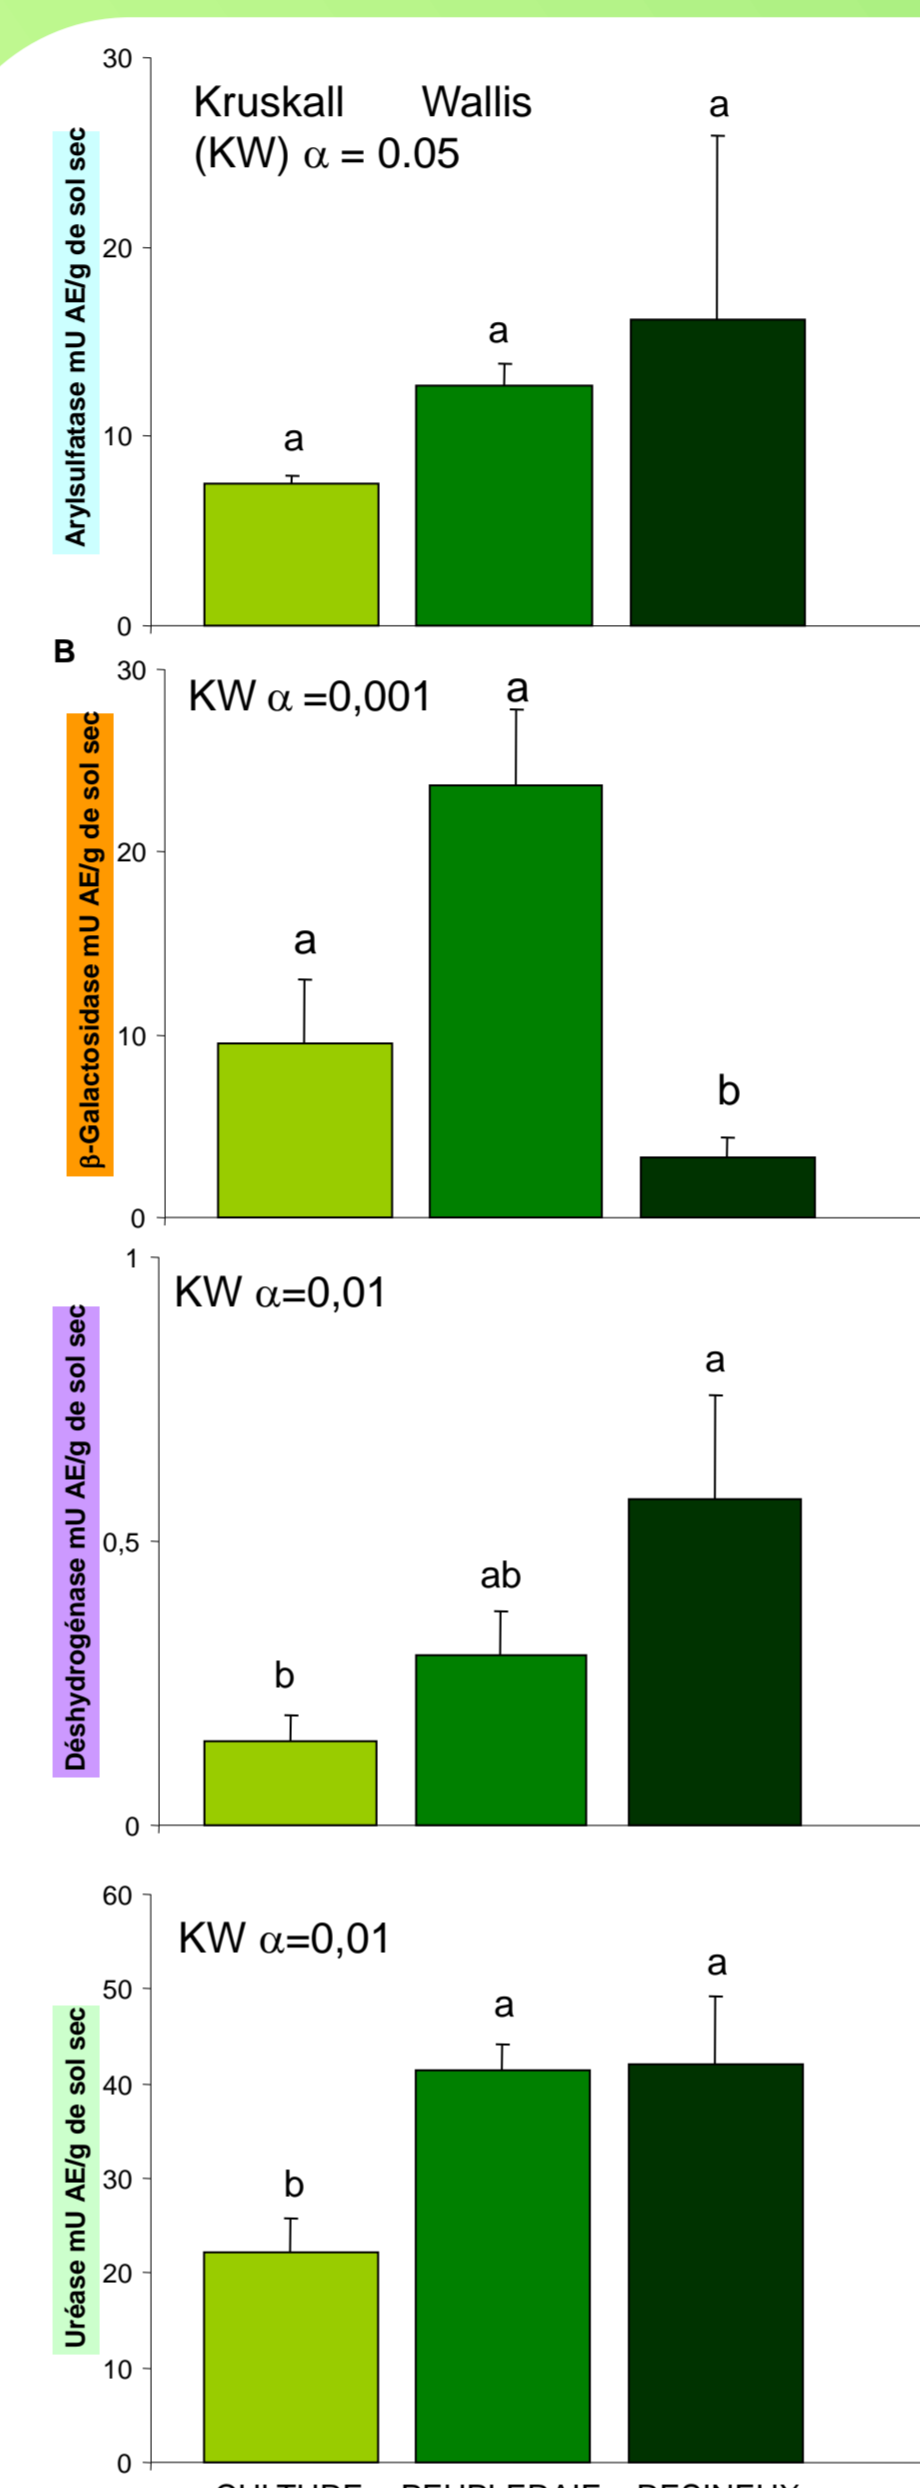 30
Kruskall Wallis
a
(KW) α = 0.05
Arylsulfatase mU AE/g de sol sec
20
a
10
a
0
B
30
KW α =0,001
a
β-Galactosidase mU AE/g de sol sec
20
a
10
b
0
1
KW α=0,01
a
Déshydrogénase mU AE/g de sol sec
0,5
ab
b
0
60
KW α=0,01
a
50
a
Uréase mU AE/g de sol sec
40
30
b
20
10
0
CULTURE PEUPLERAIE RESINEUX